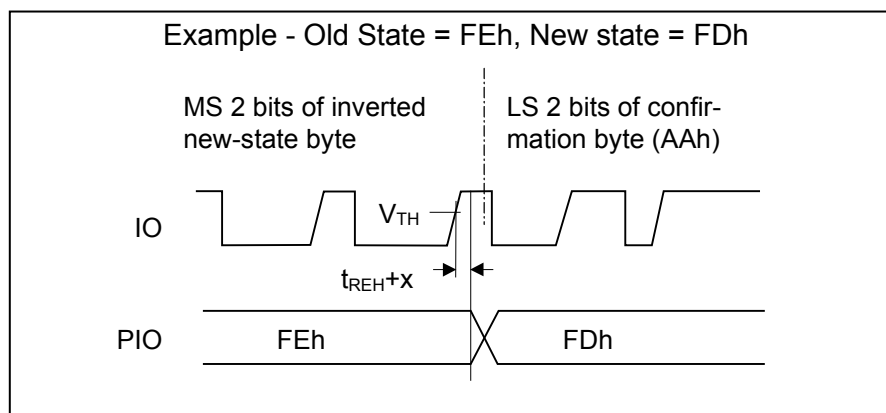 Example - Old State = FEh, New state = FDh
MS 2 bits of inverted
new-state byte
LS 2 bits of confir-
mation byte (AAh)
IO
VTH
tREH+x
PIO
FEh
FDh